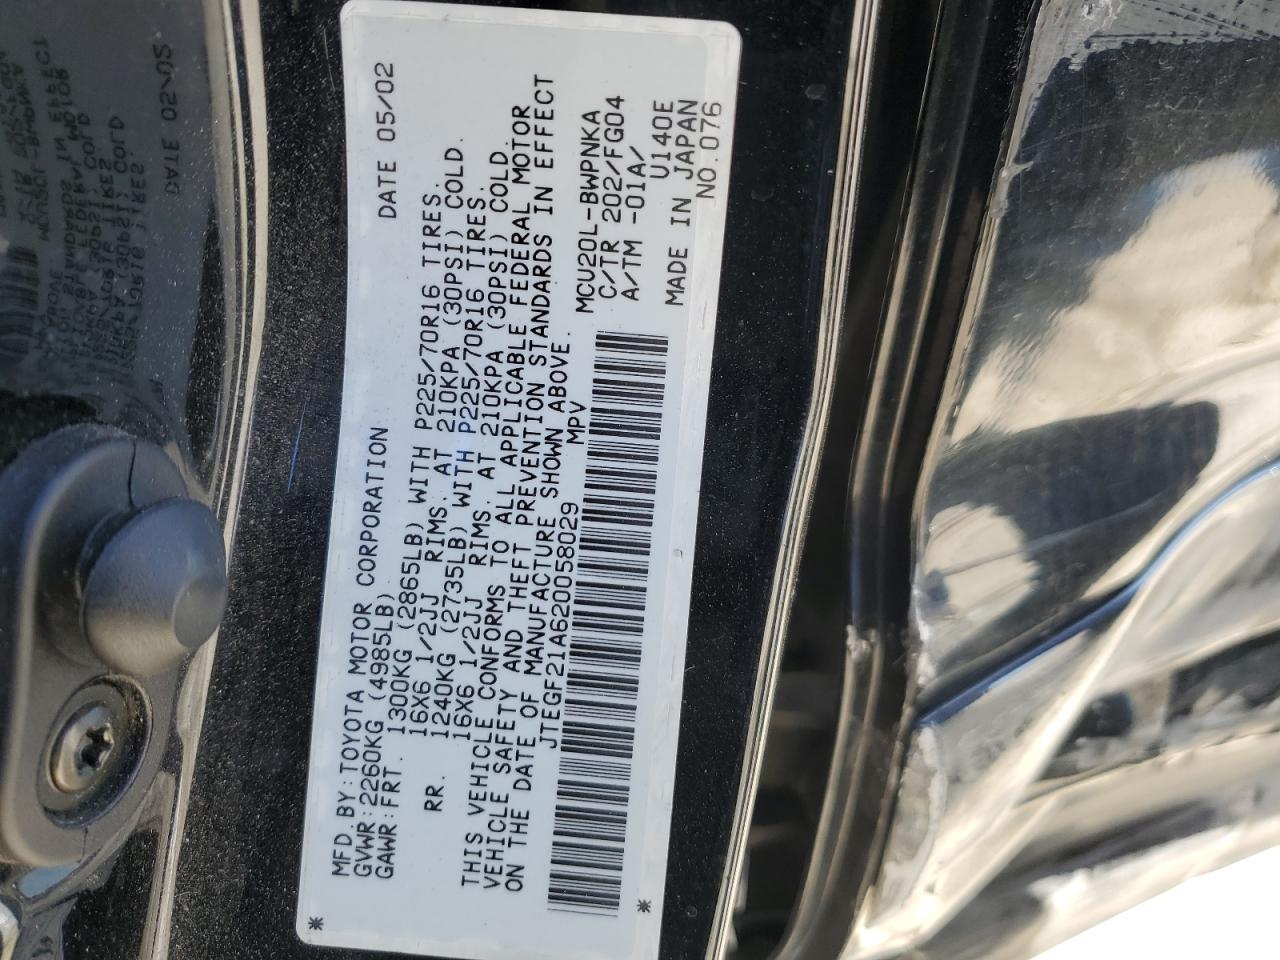 MFD. BY: TOYOTA MOTOR CORPORATION DATE 05/02
GVWR: 2260KG (4985LB)
GAWR: FRT. 1300KG (2865LB) WITH P225/70R16 TIRES.
16X6 1/2JJ RIMS. AT 210KPA (30PSI) COLD.
RR. 1240KG (2735LB) WITH P225/70R16 TIRES.
16X6 1/2JJ RIMS. AT 210KPA (30PSI) COLD.
THIS VEHICLE CONFORMS TO ALL APPLICABLE FEDERAL MOTOR
VEHICLE SAFETY AND THEFT PREVENTION STANDARDS IN EFFECT
ON THE DATE OF MANUFACTURE SHOWN ABOVE.
JTEGF21A620058029 MPV
MCU20L-BWPNKA
C/TR 202/FG04
A/TM -01A/
U140E
MADE IN JAPAN
NO.076